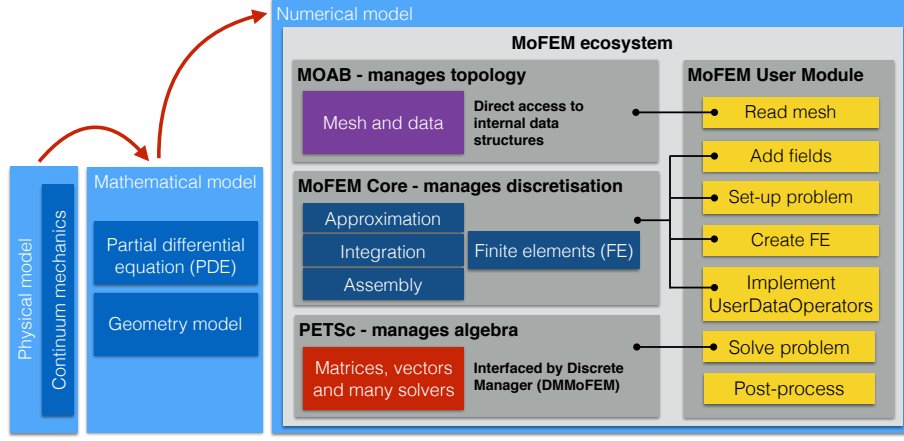 Numerical model
MoFEM ecosystem
MOAB - manages topology
Mesh and data
Direct access to
internal data
structures
MoFEM Core - manages discretisation
Approximation
Integration
Assembly
Finite elements (FE)
PETSc - manages algebra
Matrices, vectors
and many solvers
Interfaced by Discrete
Manager (DMMoFEM)
MoFEM User Module
Read mesh
Add fields
Set-up problem
Create FE
Implement
UserDataOperators
Solve problem
Post-process
Physical model
Continuum mechanics
Mathematical model
Partial differential
equation (PDE)
Geometry model